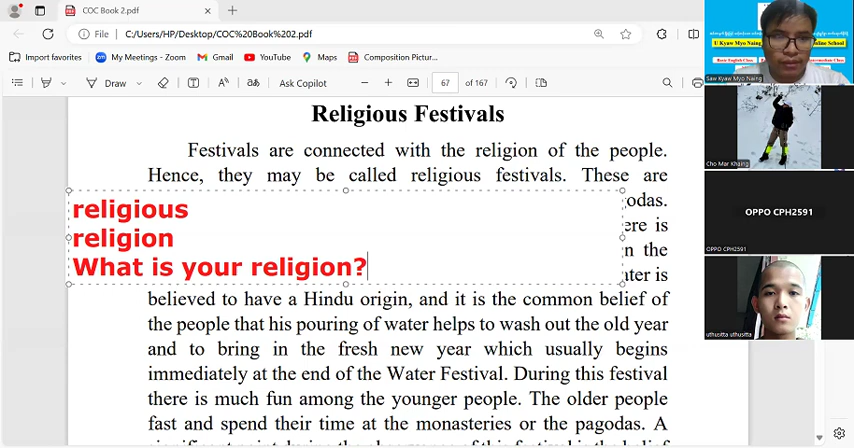 COC Book 2.pdf
File
C:/Users/HP/Desktop/COC%20Book%202.pdf
Import favorites
My Meetings - Zoom
Gmail
YouTube
Maps
Composition Pictur...
Draw
Ask Copilot
67 of 167
Religious Festivals
Festivals are connected with the religion of the people.
Hence, they may be called religious festivals. These are
odas.
religious
ere is
religion
n the
What is your religion?
ater is
believed to have a Hindu origin, and it is the common belief of
the people that his pouring of water helps to wash out the old year
and to bring in the fresh new year which usually begins
immediately at the end of the Water Festival. During this festival
there is much fun among the younger people. The older people
fast and spend their time at the monasteries or the pagodas. A
U Kyaw Myo Naing
nline School
Basic English Class
Saw Kyaw Myo Naing
Cho Mar Khaing
OPPO CPH2591
OPPO CPH2591
uthusitta uthusitta